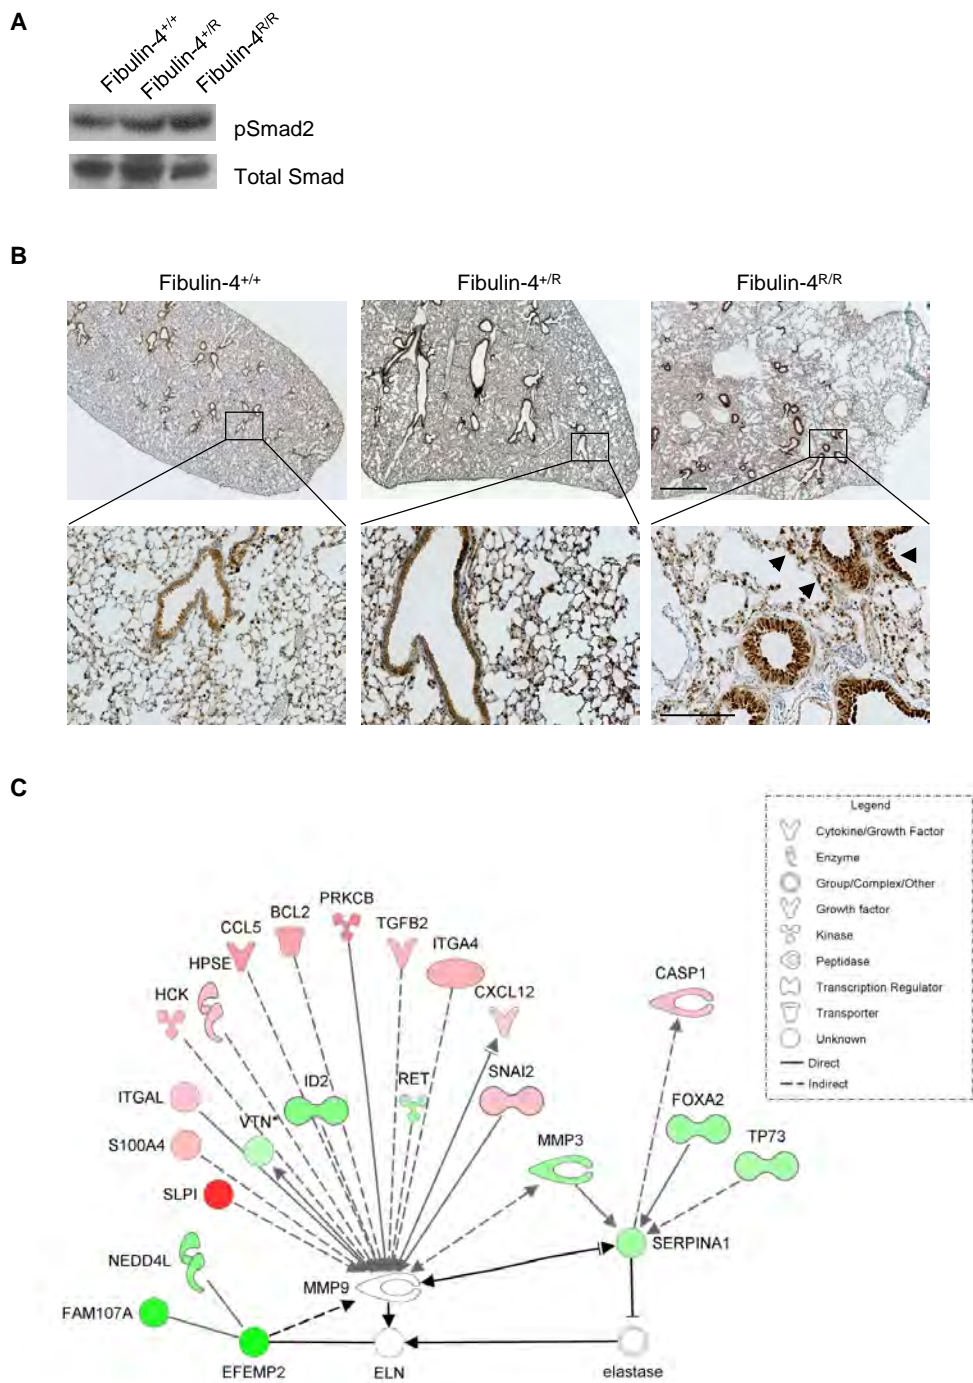 A
Fibulin-4+/+
Fibulin-4+/R
Fibulin-4R/R
pSmad2
Total Smad
B
Fibulin-4+/+
Fibulin-4+/R
Fibulin-4R/R
C
Legend
Cytokine/Growth Factor
Enzyme
Group/Complex/Other
Growth factor
Kinase
Peptidase
Transcription Regulator
Transporter
Unknown
Direct
Indirect
PRKCB
BCL2
TGFB2
CCL5
ITGA4
HPSE
CASP1
HCK
CXCL12
ID2
RET
SNAI2
ITGAL
FOXA2
VTN*
MMP3
TP73
S100A4
SLPI
SERPINA1
NEDD4L
MMP9
FAM107A
EFEMP2
ELN
elastase